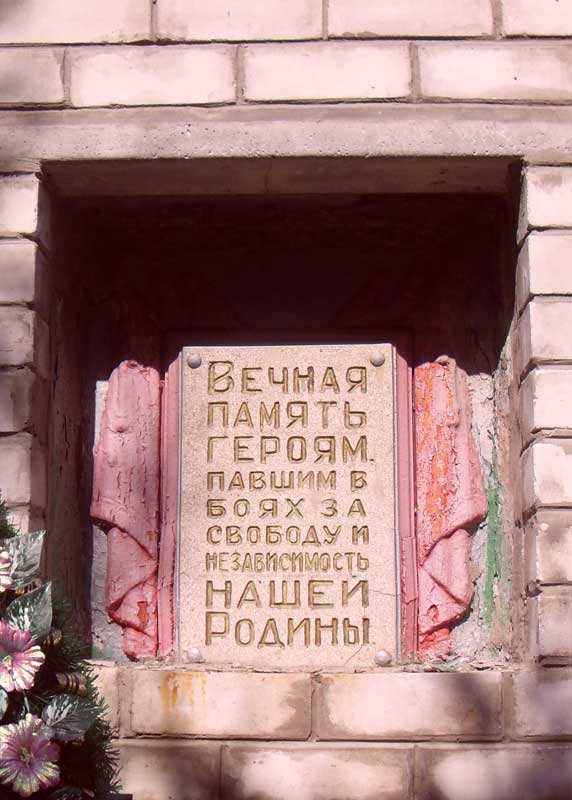 Вечная
память
героям.
павшим в
боях за
свободу и
независимость
нашей
Родины.